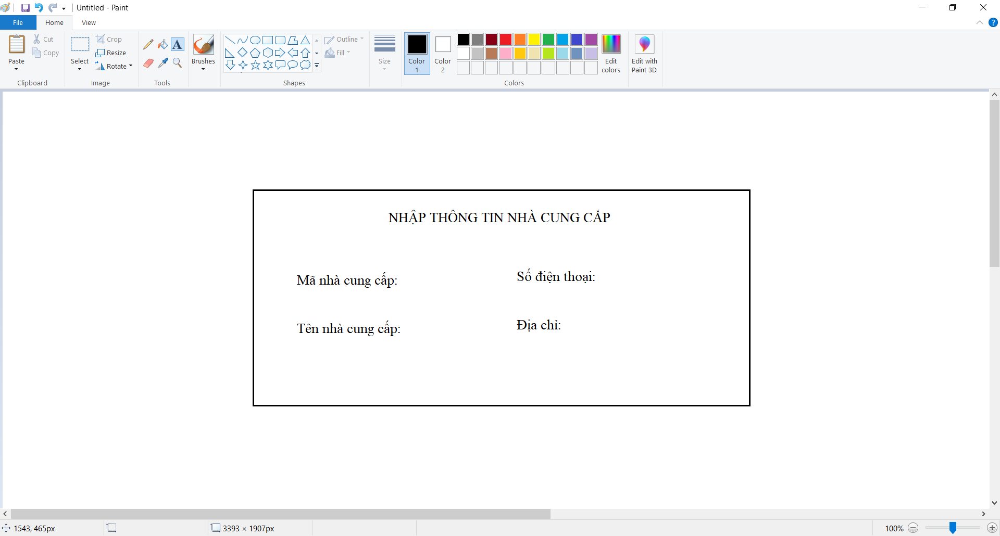 Untitled - Paint
File Home View
Paste
Cut
Copy
Clipboard
Select
Crop
Resize
Rotate
Image
Tools
Brushes
Shapes
Outline
Fill
Size
Color 1
Color 2
Edit colors
Colors
Edit with Paint 3D
NHẬP THÔNG TIN NHÀ CUNG CẤP
Mã nhà cung cấp:
Số điện thoại:
Tên nhà cung cấp:
Địa chỉ:
1543, 465px
3393 × 1907px
100%